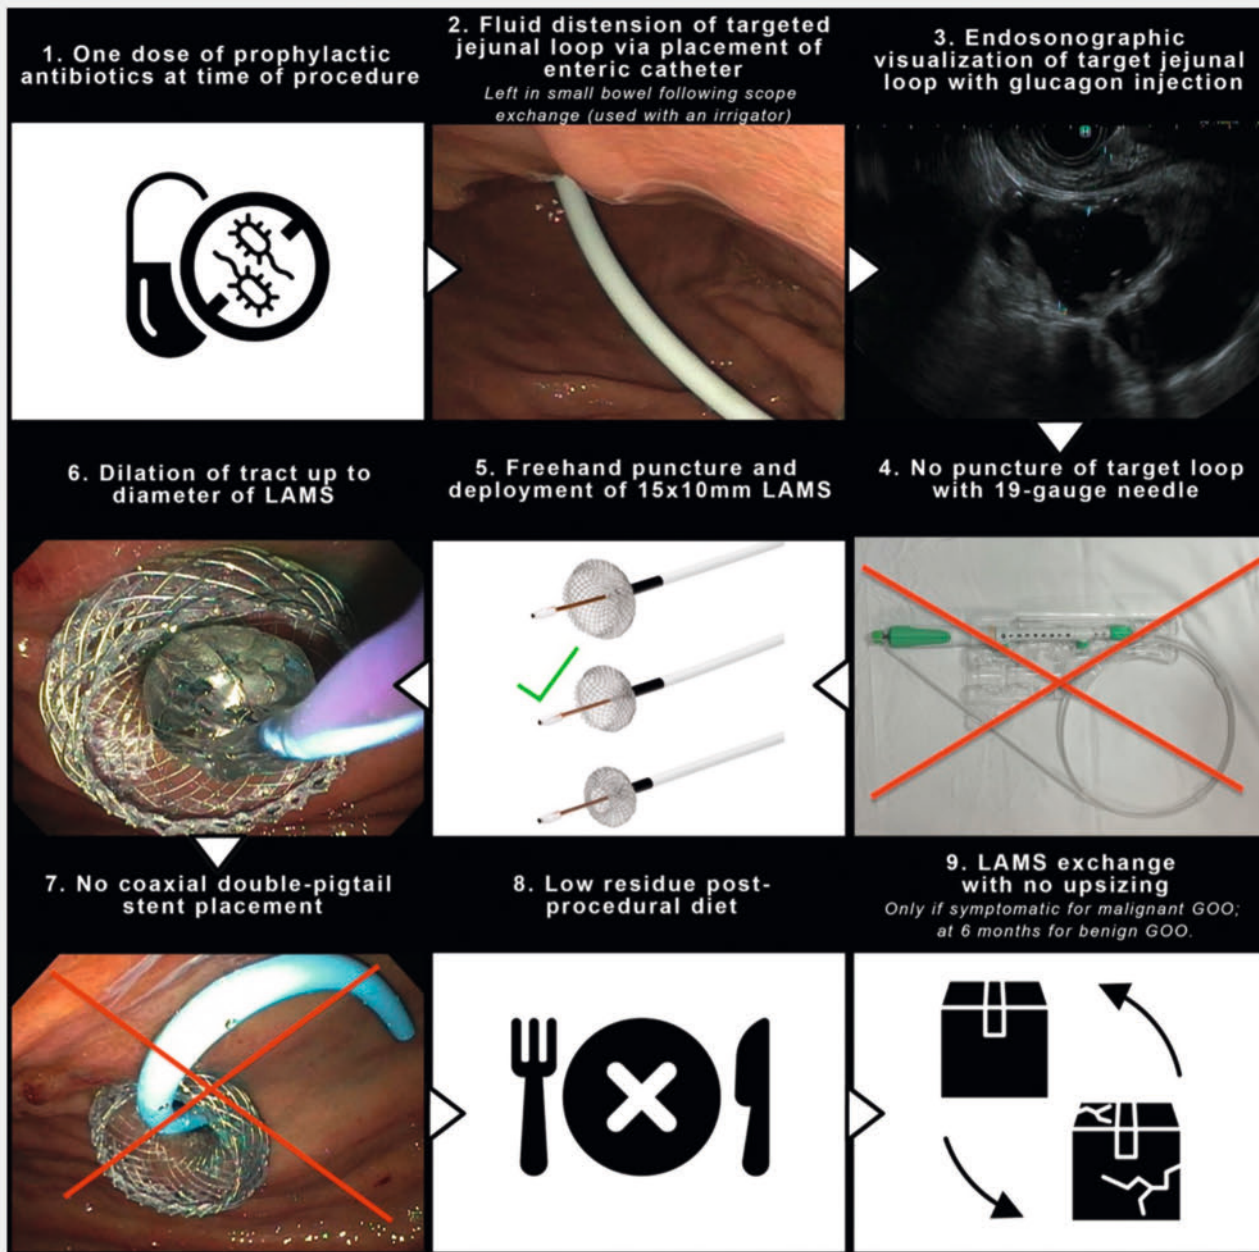 1. One dose of prophylactic
antibiotics at time of procedure
2. Fluid distension of targeted
jejunal loop via placement of
enteric catheter
Left in small bowel following scope
exchange (used with an irrigator)
3. Endosonographic
visualization of target jejunal
loop with glucagon injection
4. No puncture of target loop
with 19-gauge needle
5. Freehand puncture and
deployment of 15x10mm LAMS
6. Dilation of tract up to
diameter of LAMS
7. No coaxial double-pigtail
stent placement
8. Low residue post-
procedural diet
9. LAMS exchange
with no upsizing
Only if symptomatic for malignant GOO;
at 6 months for benign GOO.